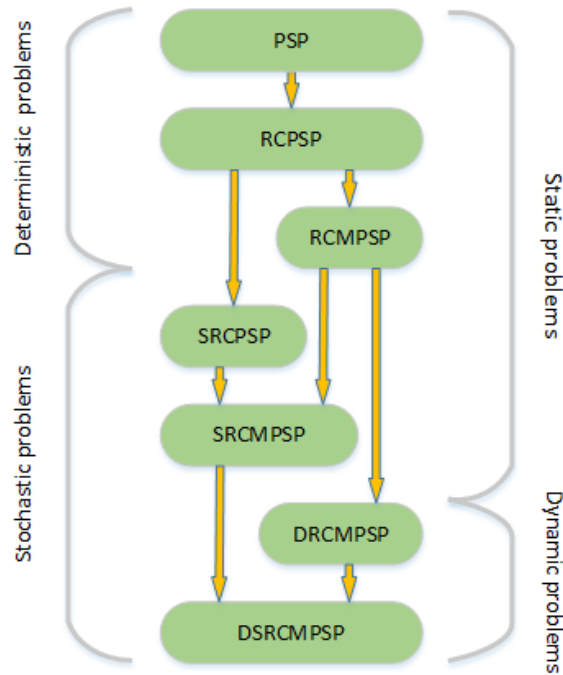 PSP
RCPSP
RCMPSP
SRCPSP
SRCMPSP
DRCMPSP
DSRCMPSP
Deterministic problems
Stochastic problems
Static problems
Dynamic problems